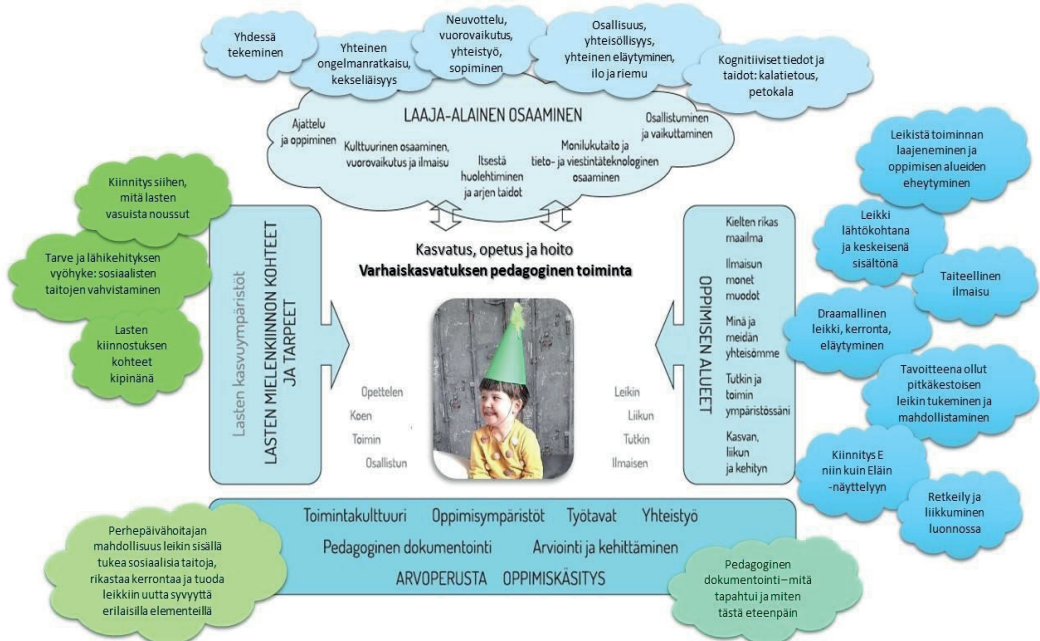 Yhdessä
tekeminen
Yhteinen
ongelmanratkaisu,
kekseliäisyys
Neuvottelu,
vuorovaikutus,
yhteistyö,
sopiminen
Osallisuus,
yhteisöllisyys,
yhteinen eläytyminen,
ilo ja riemu
Kognitiiviset tiedot ja
taidot: kalatietous,
petokala
LAAJA-ALAINEN OSAAMINEN
Ajattelu
ja oppiminen
Kulttuurinen osaaminen,
vuorovaikutus ja ilmaisu
Itsestä
huolehtiminen
ja arjen taidot
Monilukutaito ja
tieto- ja viestintäteknologinen
osaaminen
Osallistuminen
ja vaikuttaminen
Kiinnitys siihen,
mitä lasten
vasuista noussut
Tarve ja lähikehityksen
vyöhyke: sosiaalisten
taitojen vahvistaminen
Lasten
kiinnostuksen
kohteet
kipinänä
Lasten kasvuympäristöt
LASTEN MIELENKIINNON KOHTEET
JA TARPEET
Kasvatus, opetus ja hoito
Varhaiskasvatuksen pedagoginen toiminta
Opettelen
Koen
Toimin
Osallistun
Leikin
Liikun
Tutkin
Ilmaisen
OPPIMISEN ALUEET
Kielten rikas
maailma
Ilmaisun
monet
muodot
Minä ja
meidän
yhteisömme
Tutkin ja
toimin
ympäristössäni
Kasvan,
liikun
ja kehityn
Leikistä toiminnan
laajeneminen ja
oppimisen alueiden
eheytyminen
Leikki
lähtökohtana
ja keskeisenä
sisältönä
Taiteellinen
ilmaisu
Draamallinen
leikki, kerronta,
eläytyminen
Tavoitteena ollut
pitkäkestoisen
leikin tukeminen ja
mahdollistaminen
Kiinnitys E
niin kuin Eläin
-näyttelyyn
Retkeily ja
liikkuminen
luonnossa
Toimintakulttuuri Oppimisympäristöt Työtavat Yhteistyö
Pedagoginen dokumentointi Arviointi ja kehittäminen
ARVOPERUSTA OPPIMISKÄSITYS
Perhepäivähoitajan
mahdollisuus leikin sisällä
tukea sosiaalisia taitoja,
rikastaa kerrontaa ja tuoda
leikkiin uutta syvyyttä
erilaisilla elementeillä
Pedagoginen
dokumentointi – mitä
tapahtui ja miten
tästä eteenpäin